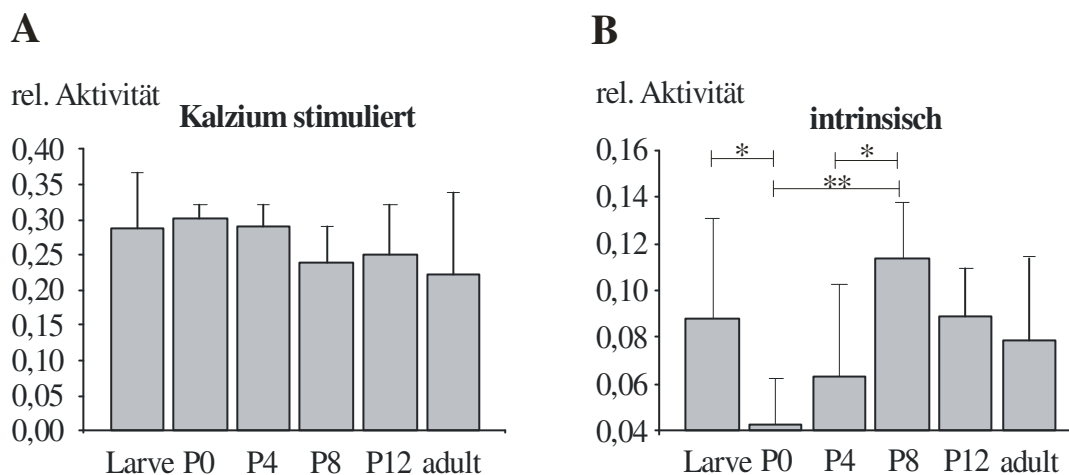 A
rel. Aktivität
Kalzium stimuliert
0,40
0,35
0,30
0,25
0,20
0,15
0,10
0,05
0,00
Larve P0 P4 P8 P12 adult
B
rel. Aktivität
intrinsisch
* *
**
0,16
0,14
0,12
0,10
0,08
0,06
0,04
Larve P0 P4 P8 P12 adult